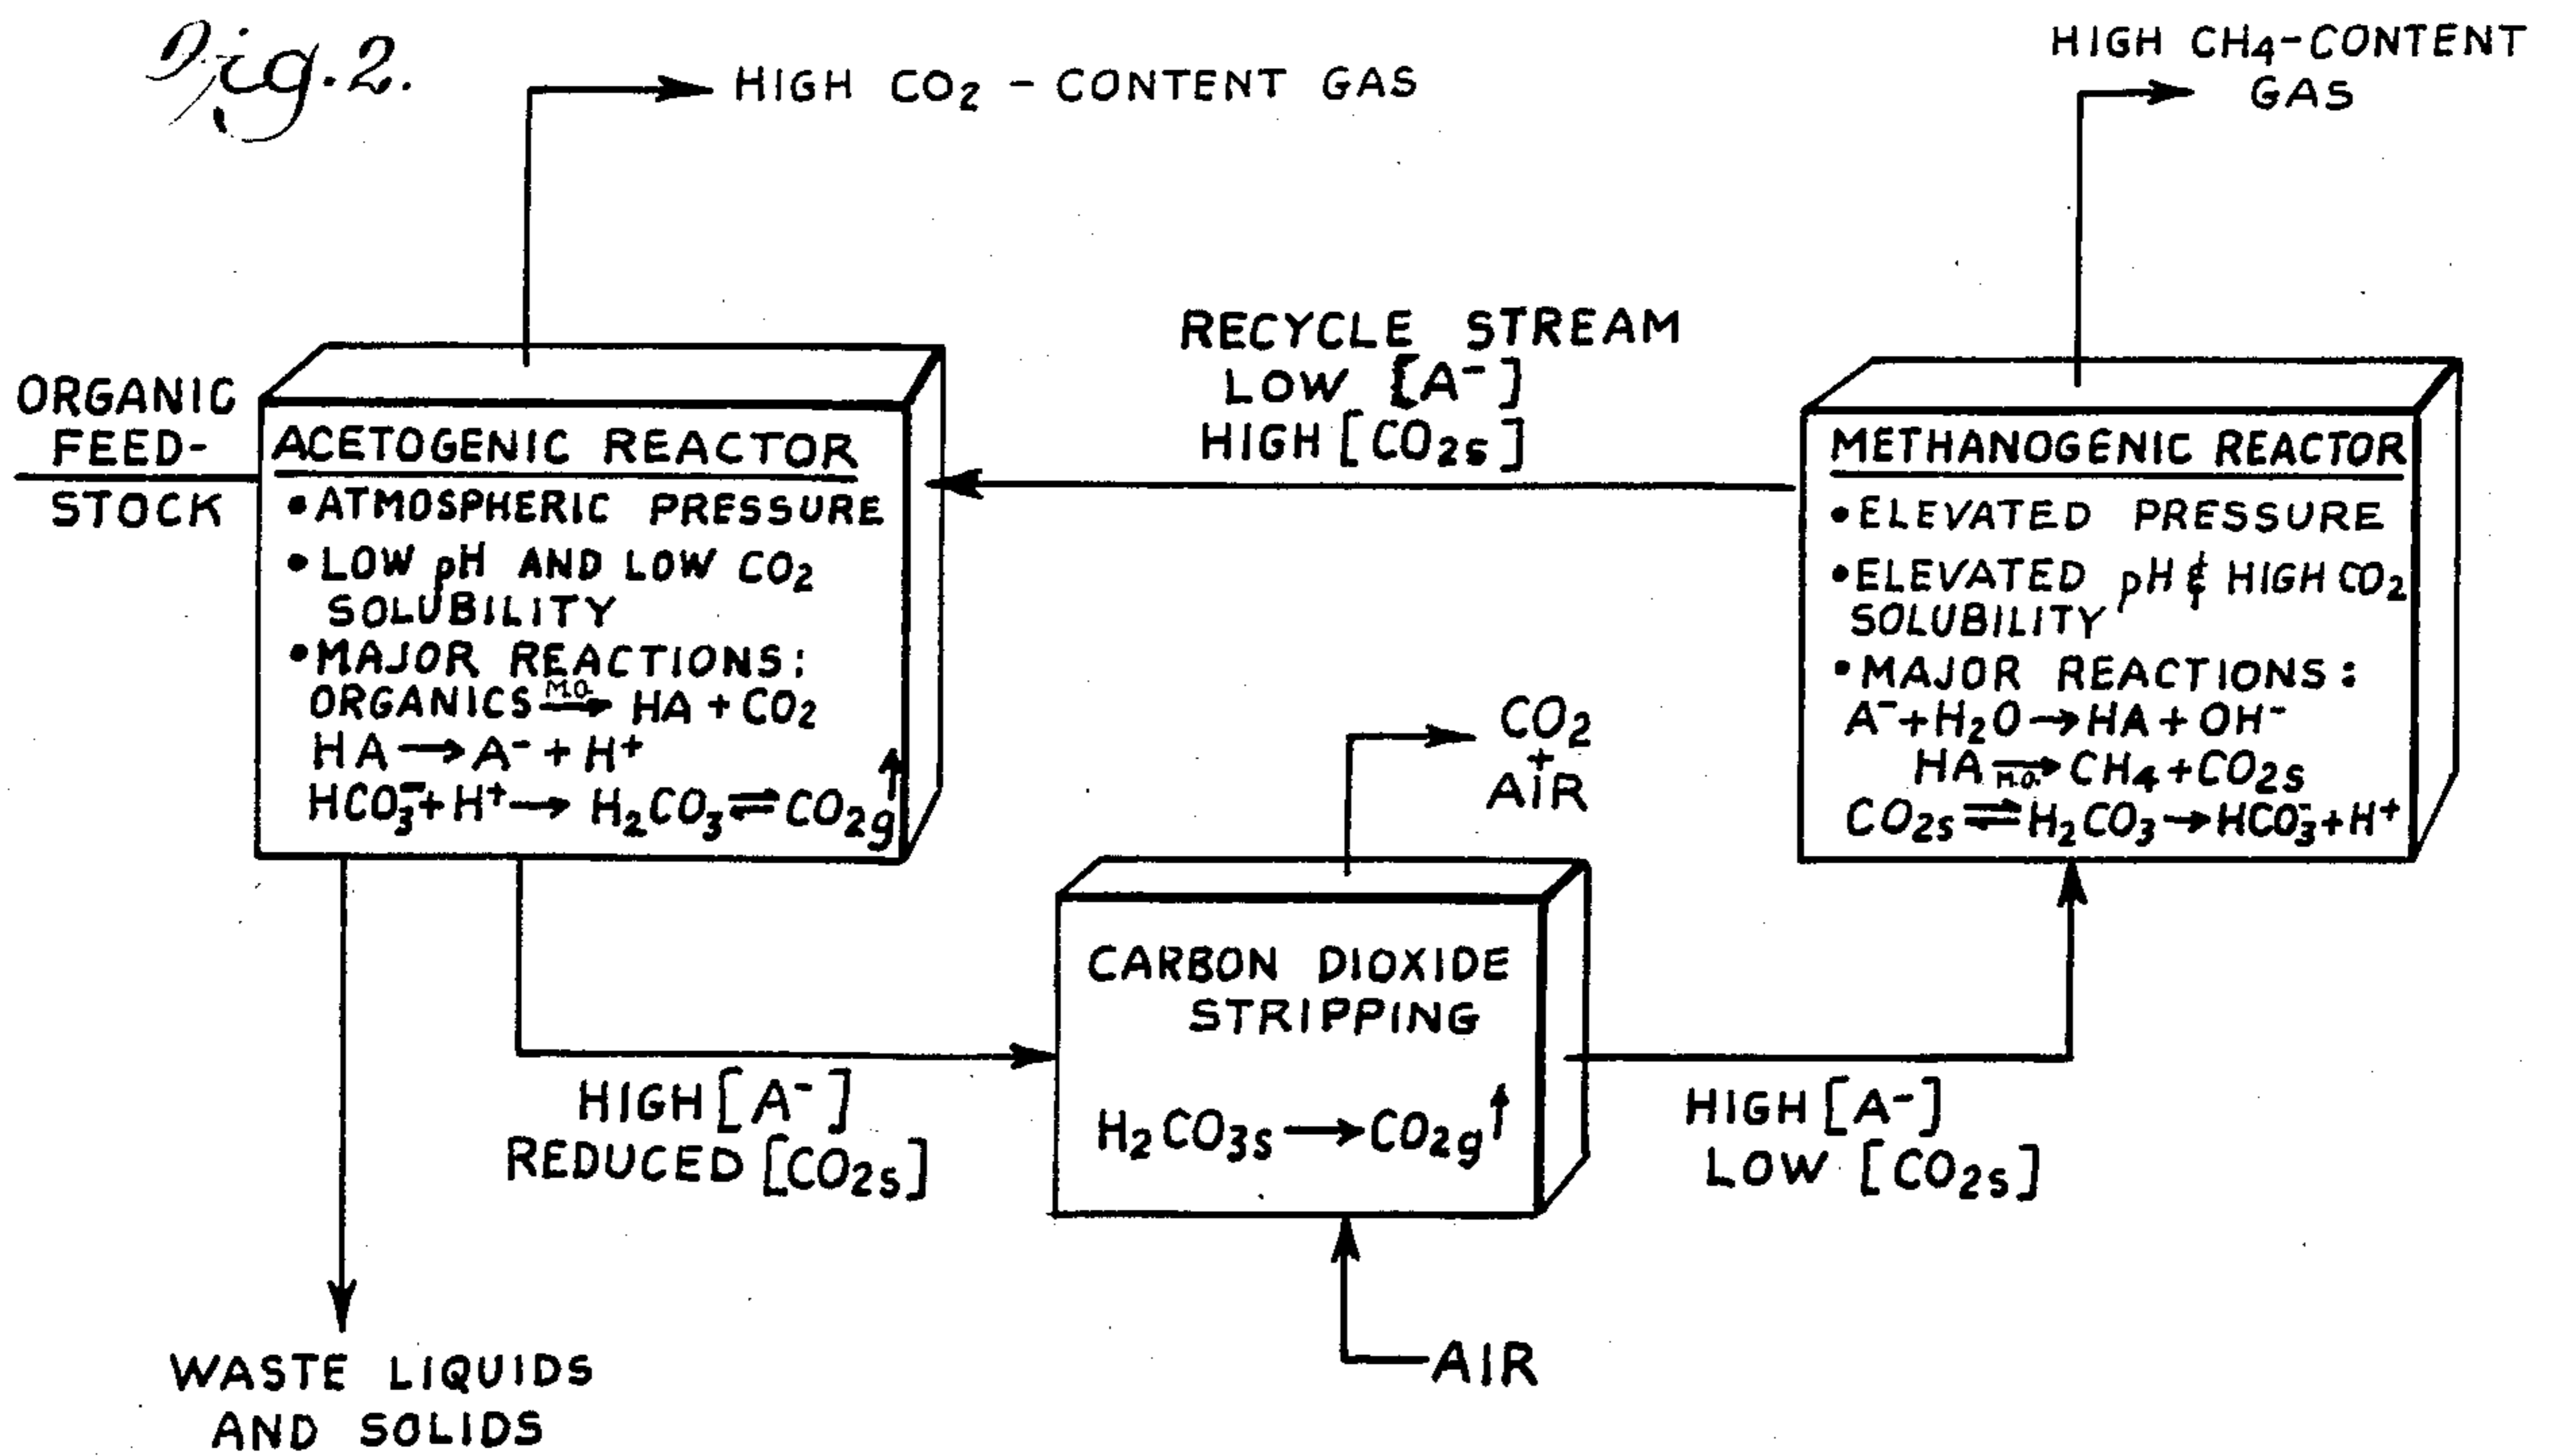 Fig. 2.
HIGH CO2 - CONTENT GAS
HIGH CH4-CONTENT
GAS
ORGANIC
FEED-
STOCK
ACETOGENIC REACTOR
• ATMOSPHERIC PRESSURE
• LOW pH AND LOW CO2
SOLUBILITY
• MAJOR REACTIONS:
ORGANICS M.O.→ HA + CO2
HA → A⁻ + H⁺
HCO3⁻ + H⁺ → H2CO3 ⇌ CO2g ↑
RECYCLE STREAM
LOW [A⁻]
HIGH [CO2s]
METHANOGENIC REACTOR
• ELEVATED PRESSURE
• ELEVATED pH & HIGH CO2
SOLUBILITY
• MAJOR REACTIONS:
A⁻ + H2O → HA + OH⁻
HA →M.O. CH4 + CO2s
CO2s ⇌ H2CO3 → HCO3⁻ + H⁺
CO2
+
AIR
CARBON DIOXIDE
STRIPPING
H2CO3s → CO2g ↑
HIGH [A⁻]
REDUCED [CO2s]
HIGH [A⁻]
LOW [CO2s]
AIR
WASTE LIQUIDS
AND SOLIDS